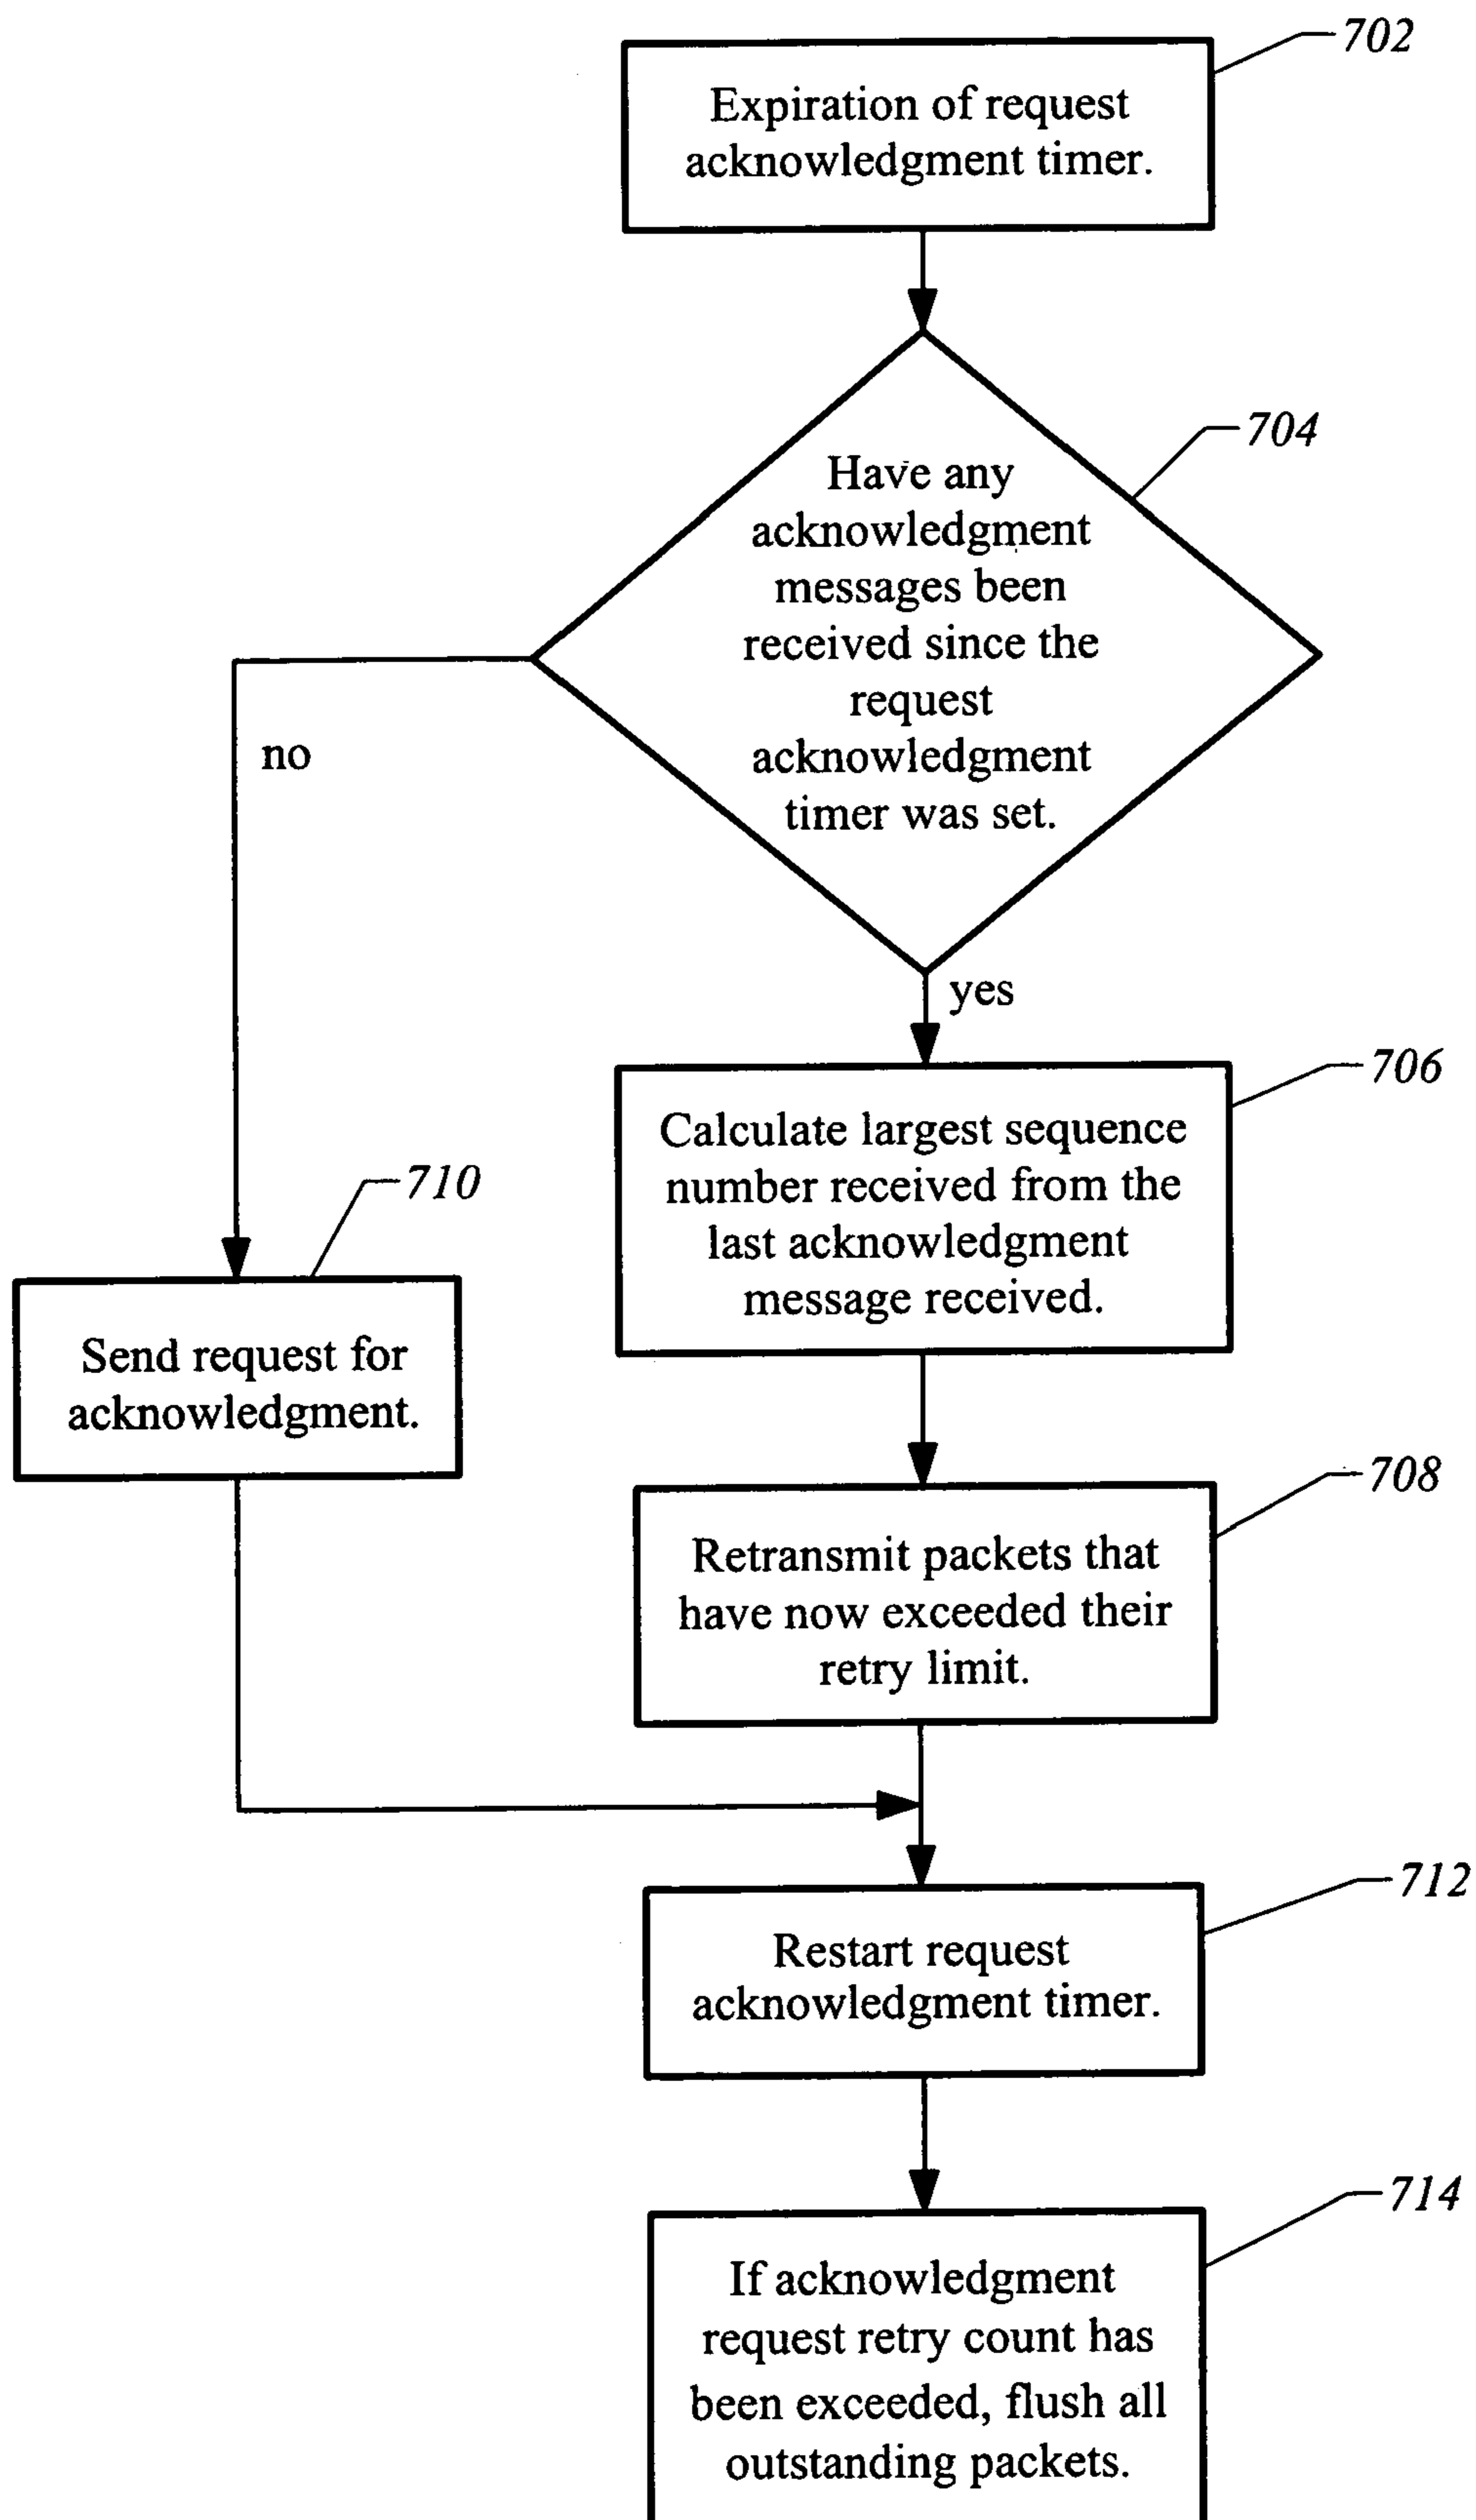 702
Expiration of request
acknowledgment timer.
704
Have any
acknowledgment
messages been
received since the
request
acknowledgment
timer was set.
no
yes
706
Calculate largest sequence
number received from the
last acknowledgment
message received.
710
Send request for
acknowledgment.
708
Retransmit packets that
have now exceeded their
retry limit.
712
Restart request
acknowledgment timer.
714
If acknowledgment
request retry count has
been exceeded, flush all
outstanding packets.